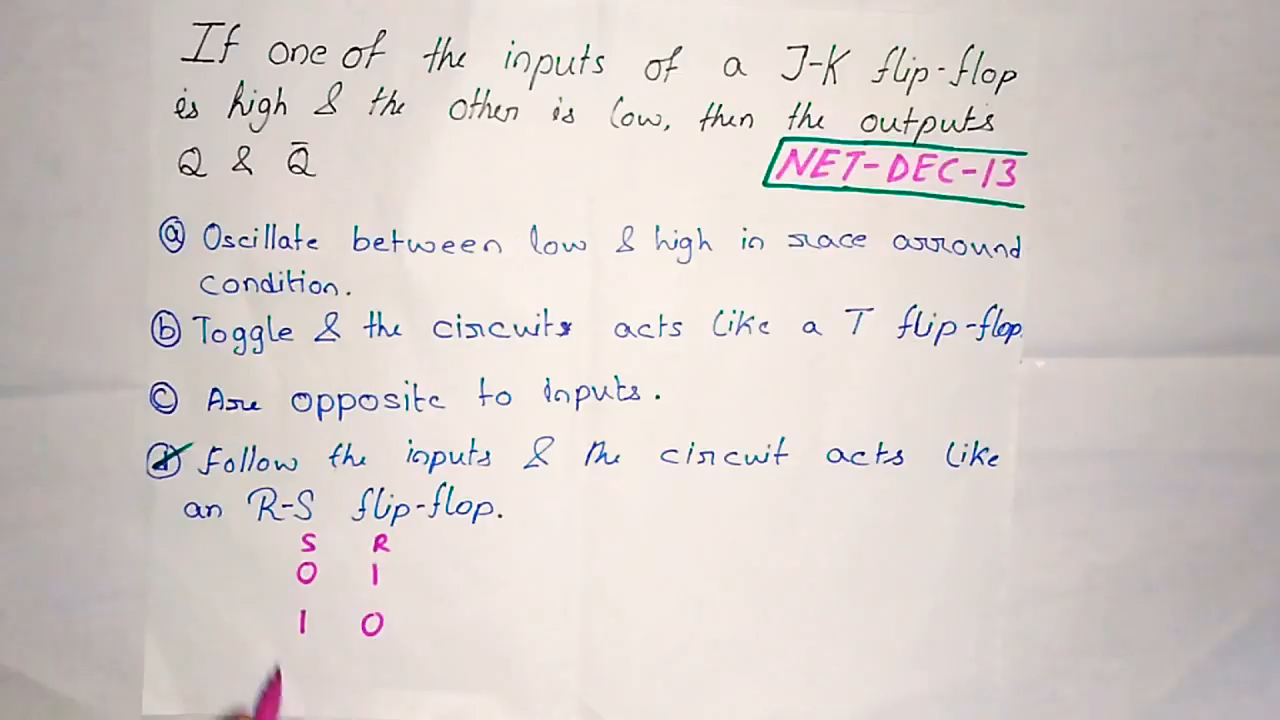 If one of the inputs of a J-K flip-flop
is high & the other is low, then the outputs
Q & Q̄
NET-DEC-13
ⓐ Oscillate between low & high in race arround
condition.
ⓑ Toggle & the circuits acts like a T flip-flop.
ⓒ Are opposite to inputs.
ⓓ Follow the inputs & the circuit acts like
an R-S flip-flop.
S R
0 1
1 0